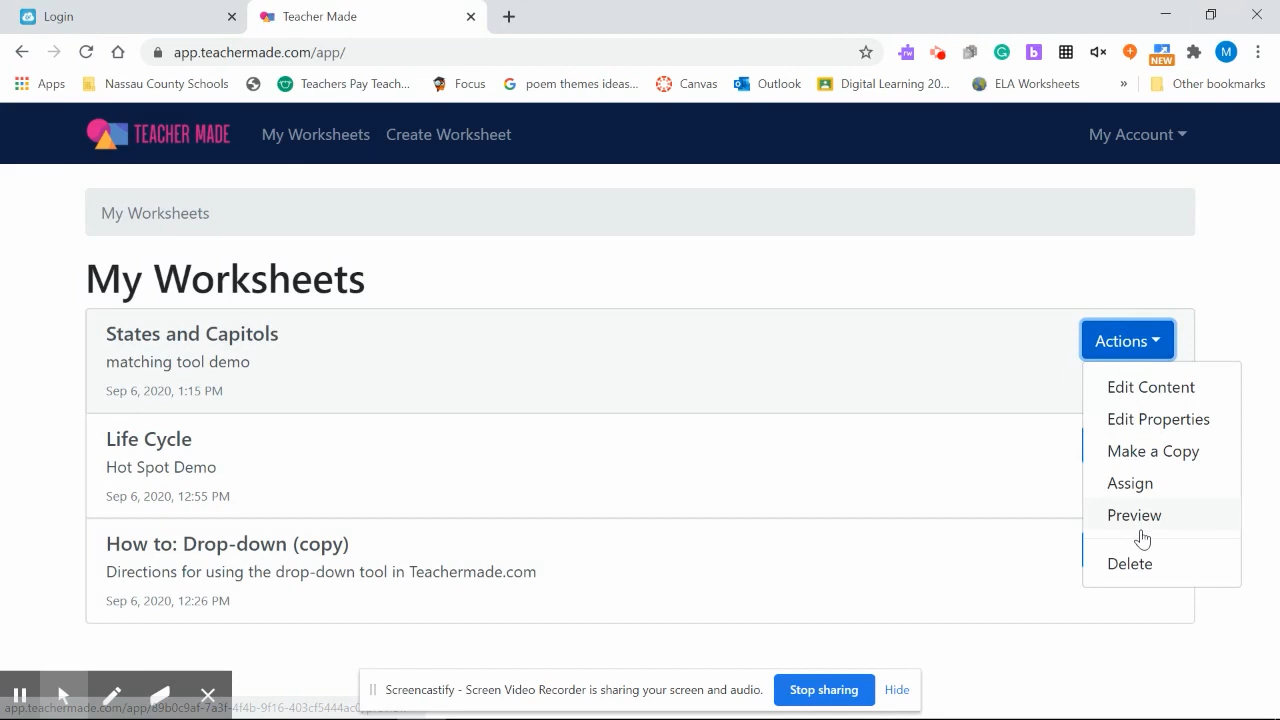 Login
Teacher Made
app.teachermade.com/app/
M
NEW
Apps
Nassau County Schools
Teachers Pay Teach...
Focus
poem themes ideas...
Canvas
Outlook
Digital Learning 20...
ELA Worksheets
»
Other bookmarks
TEACHER MADE
My Worksheets
Create Worksheet
My Account
My Worksheets
My Worksheets
States and Capitols
matching tool demo
Sep 6, 2020, 1:15 PM
Actions
Edit Content
Edit Properties
Make a Copy
Assign
Preview
Delete
Life Cycle
Hot Spot Demo
Sep 6, 2020, 12:55 PM
How to: Drop-down (copy)
Directions for using the drop-down tool in Teachermade.com
Sep 6, 2020, 12:26 PM
Screencastify - Screen Video Recorder is sharing your screen and audio.
Stop sharing
Hide